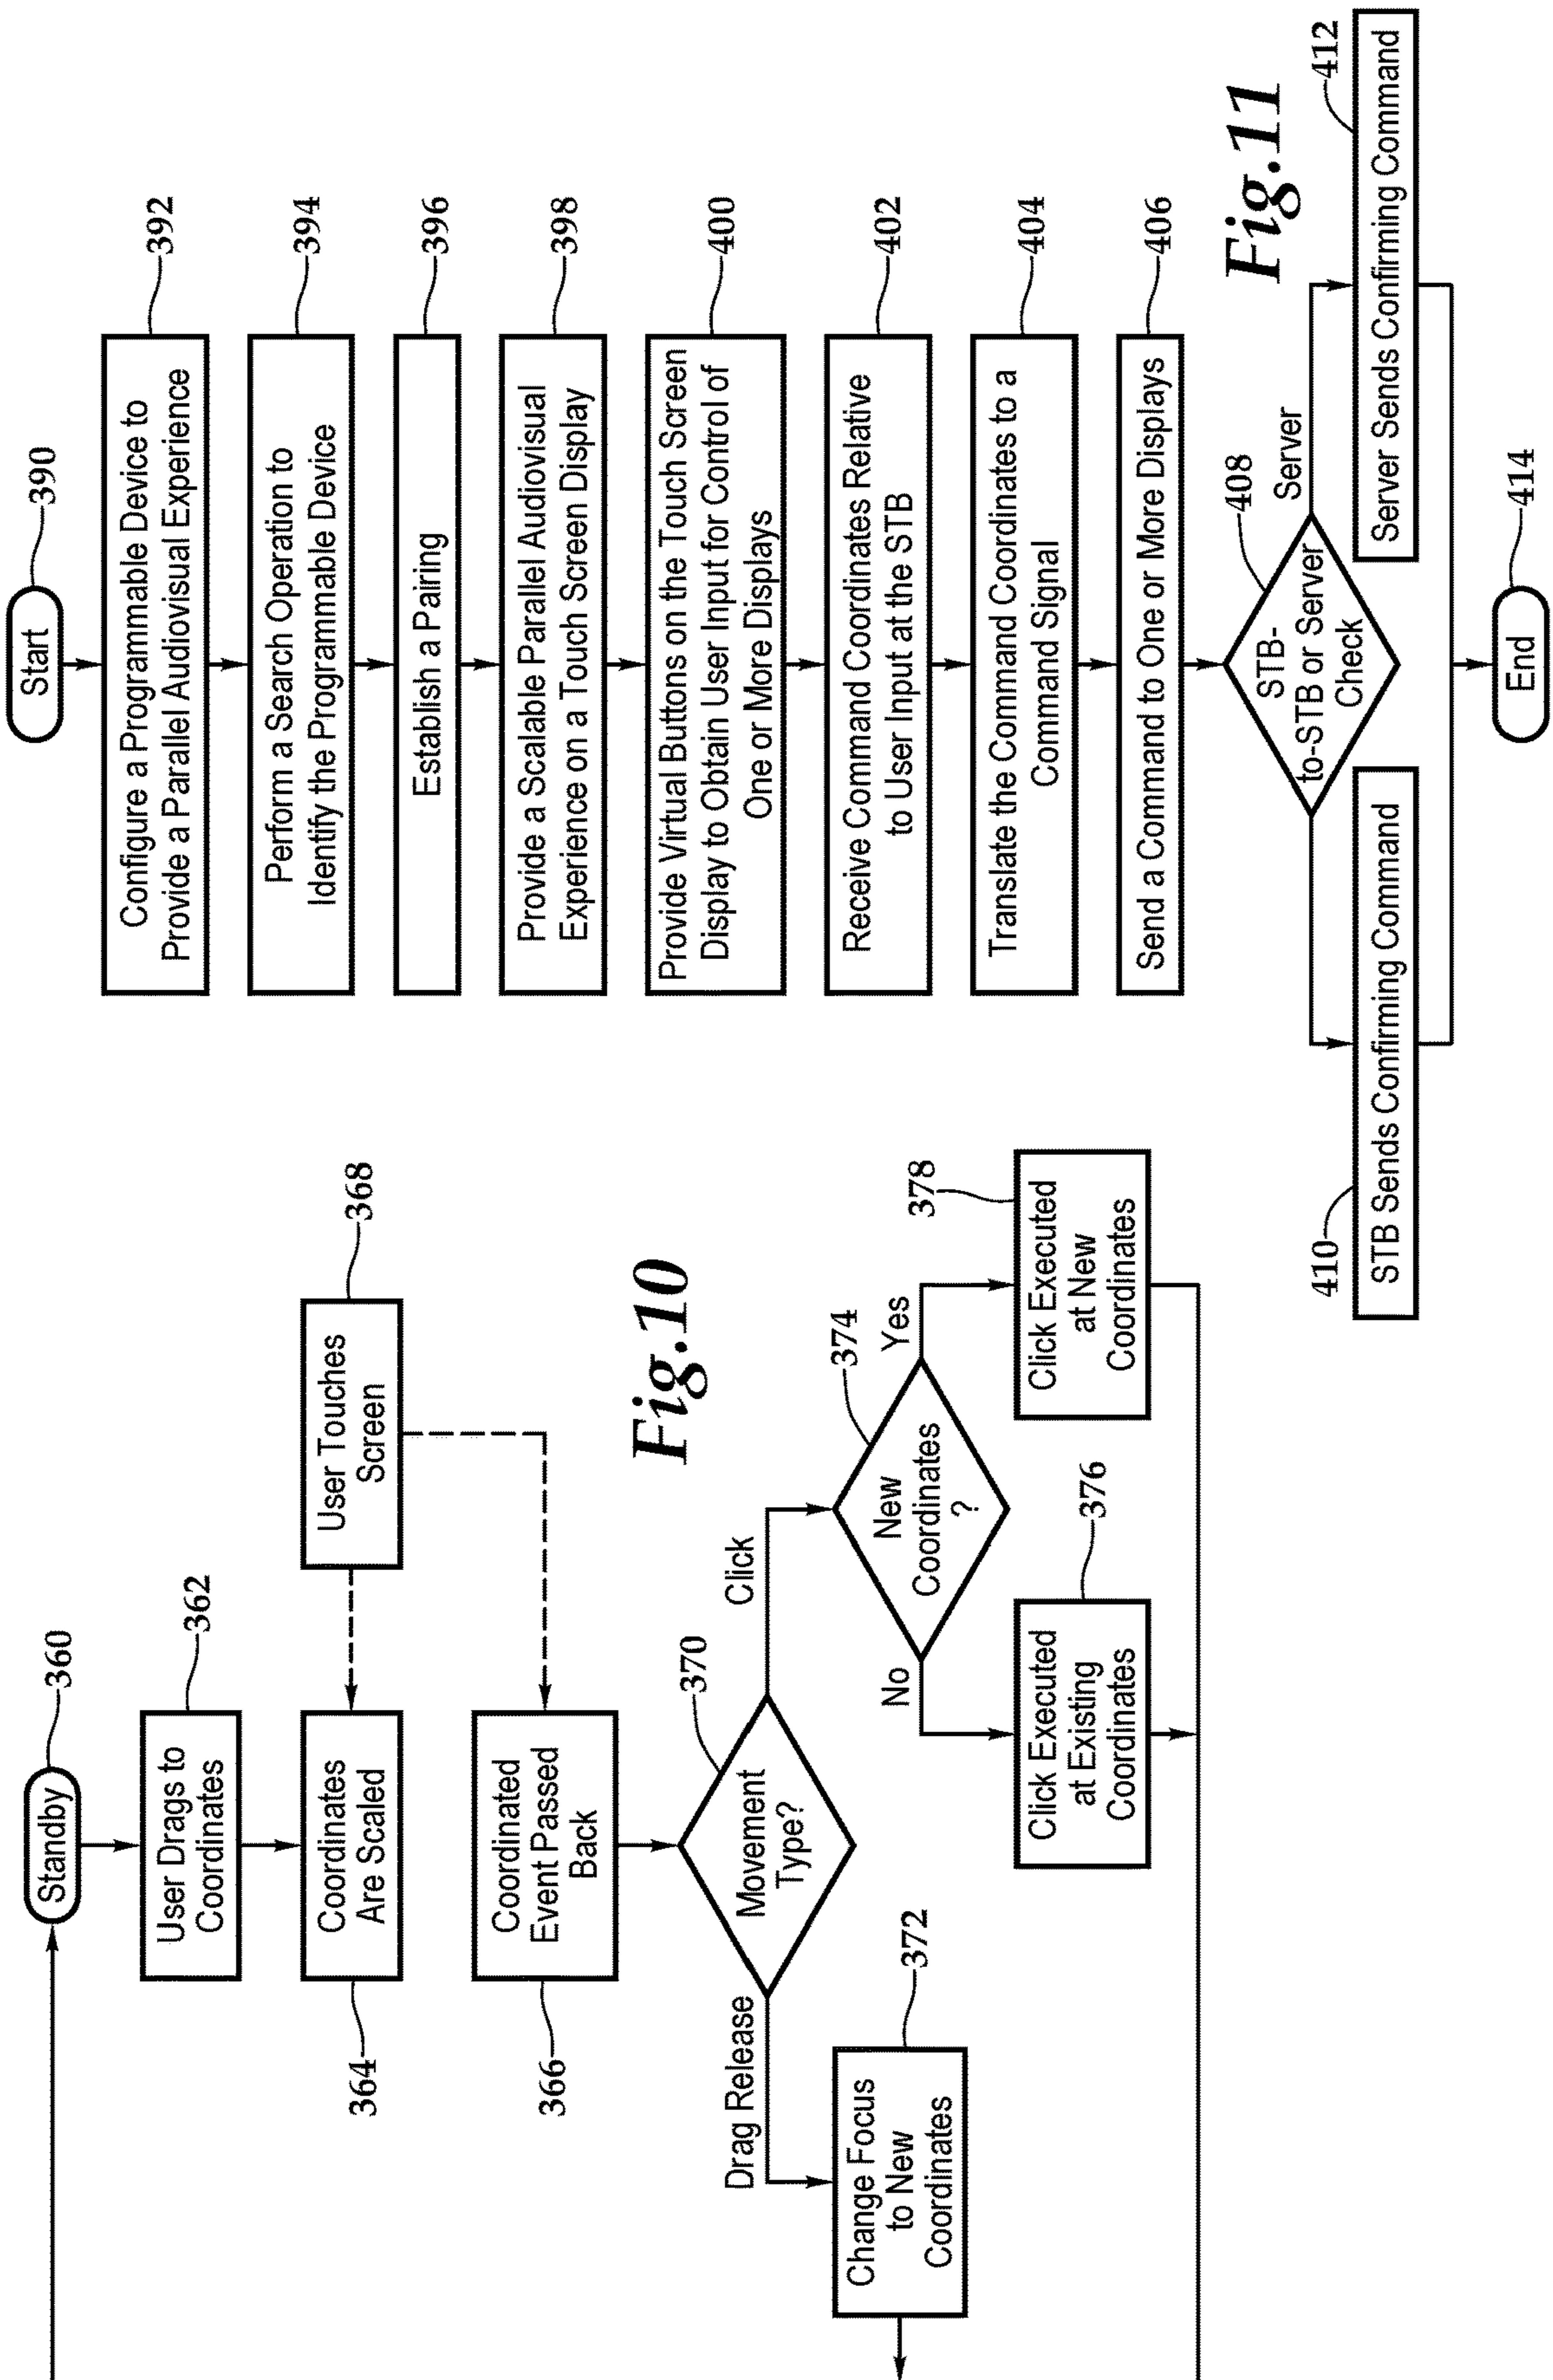 360
Standby
User Drags to
Coordinates
362
Coordinates
Are Scaled
364
User Touches
Screen
368
Coordinated
Event Passed
Back
366
Movement
Type?
370
Drag Release
Click
Change Focus
to New
Coordinates
372
New
Coordinates
?
374
No
Yes
Click Executed
at Existing
Coordinates
376
Click Executed
at New
Coordinates
378
Fig.10
Start
390
Configure a Programmable Device to
Provide a Parallel Audiovisual Experience
392
Perform a Search Operation to
Identify the Programmable Device
394
Establish a Pairing
396
Provide a Scalable Parallel Audiovisual
Experience on a Touch Screen Display
398
Provide Virtual Buttons on the Touch Screen
Display to Obtain User Input for Control of
One or More Displays
400
Receive Command Coordinates Relative
to User Input at the STB
402
Translate the Command Coordinates to a
Command Signal
404
Send a Command to One or More Displays
406
STB-
to-STB or Server
Check
408
Server
410
STB Sends Confirming Command
412
Server Sends Confirming Command
End
414
Fig.11